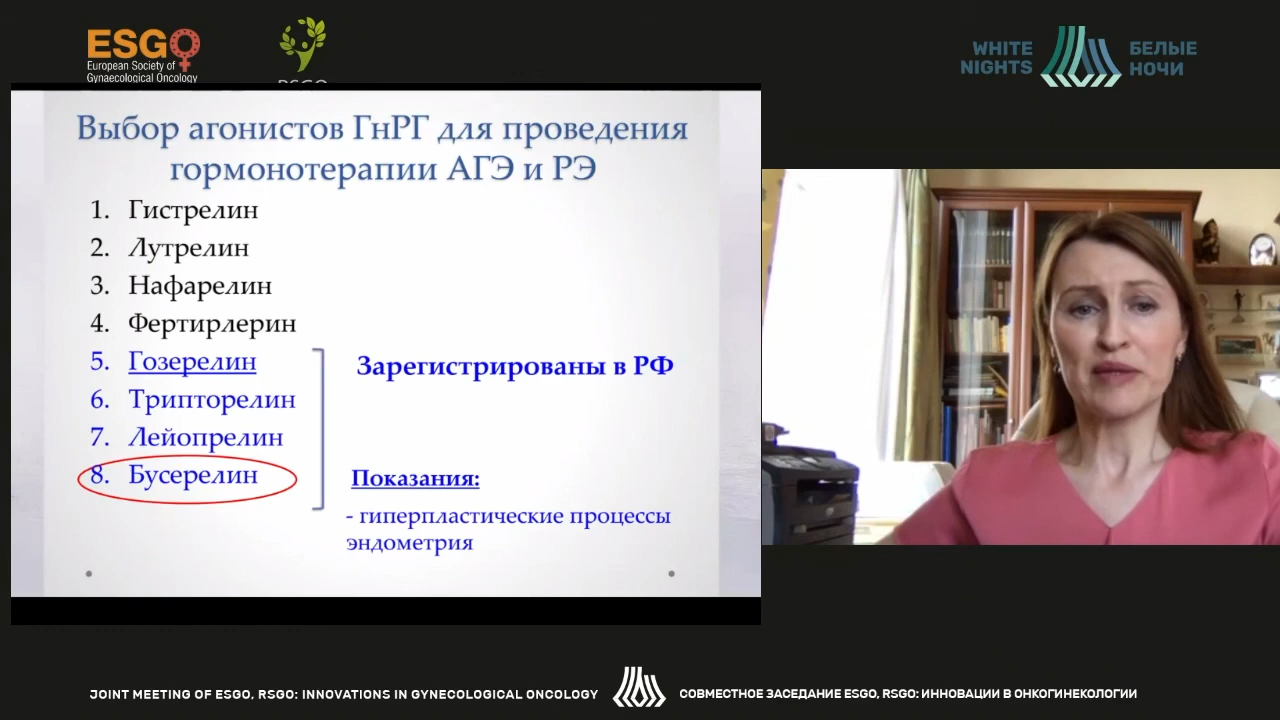 ESGO
European Society of
Gynaecological Oncology
RSGO
WHITE
NIGHTS
БЕЛЫЕ
НОЧИ
Выбор агонистов ГнРГ для проведения
гормонотерапии АГЭ и РЭ
1. Гистрелин
2. Лутрелин
3. Нафарелин
4. Фертирлерин
5. Гозерелин
6. Трипторелин
7. Лейопрелин
8. Бусерелин
Зарегистрированы в РФ
Показания:
- гиперпластические процессы
эндометрия
JOINT MEETING OF ESGO, RSGO: INNOVATIONS IN GYNECOLOGICAL ONCOLOGY
СОВМЕСТНОЕ ЗАСЕДАНИЕ ESGO, RSGO: ИННОВАЦИИ В ОНКОГИНЕКОЛОГИИ